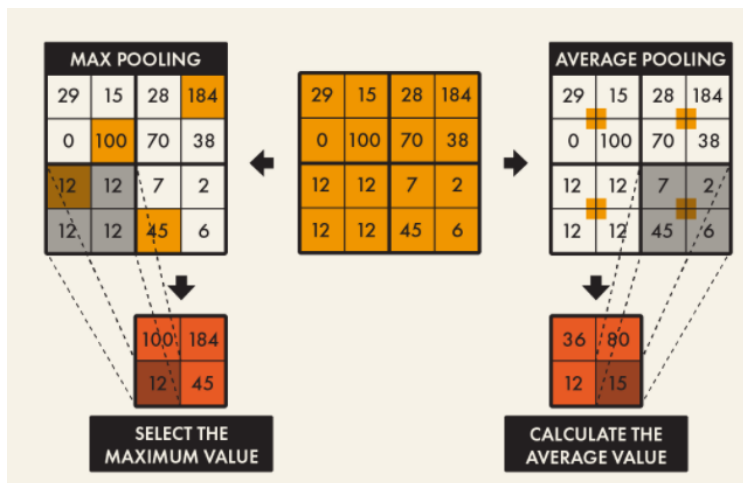 MAX POOLING
29 15 28 184
0 100 70 38
12 12 7 2
12 12 45 6
100 184
12 45
SELECT THE
MAXIMUM VALUE
29 15 28 184
0 100 70 38
12 12 7 2
12 12 45 6
AVERAGE POOLING
29 15 28 184
0 100 70 38
12 12 7 2
12 12 45 6
36 80
12 15
CALCULATE THE
AVERAGE VALUE